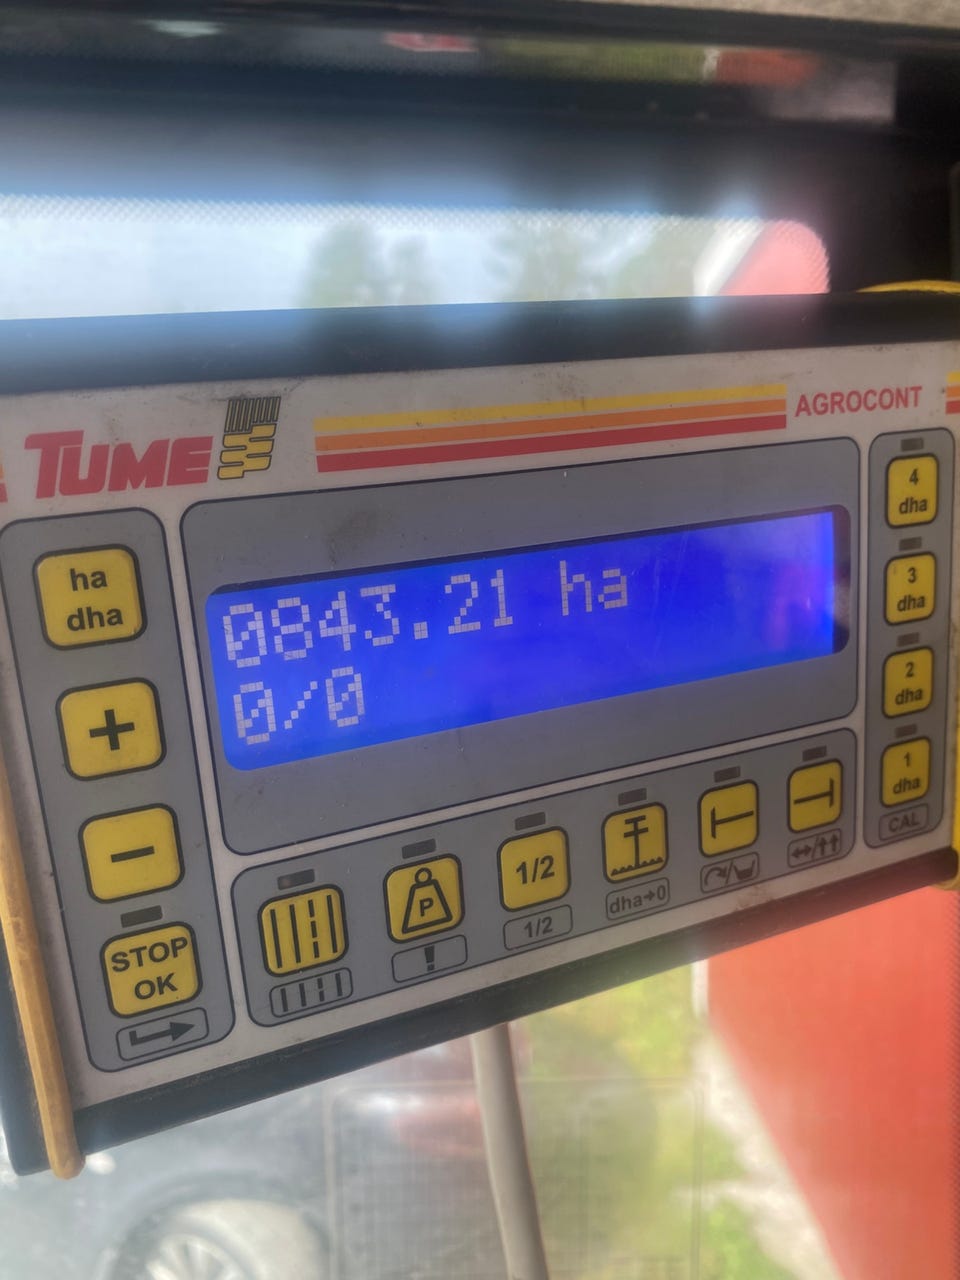 TUME
AGROCONT
0843.21 ha
0/0
ha
dha
+
-
STOP
OK
P
!
1/2
1/2
dha→0
4
dha
3
dha
2
dha
1
dha
CAL